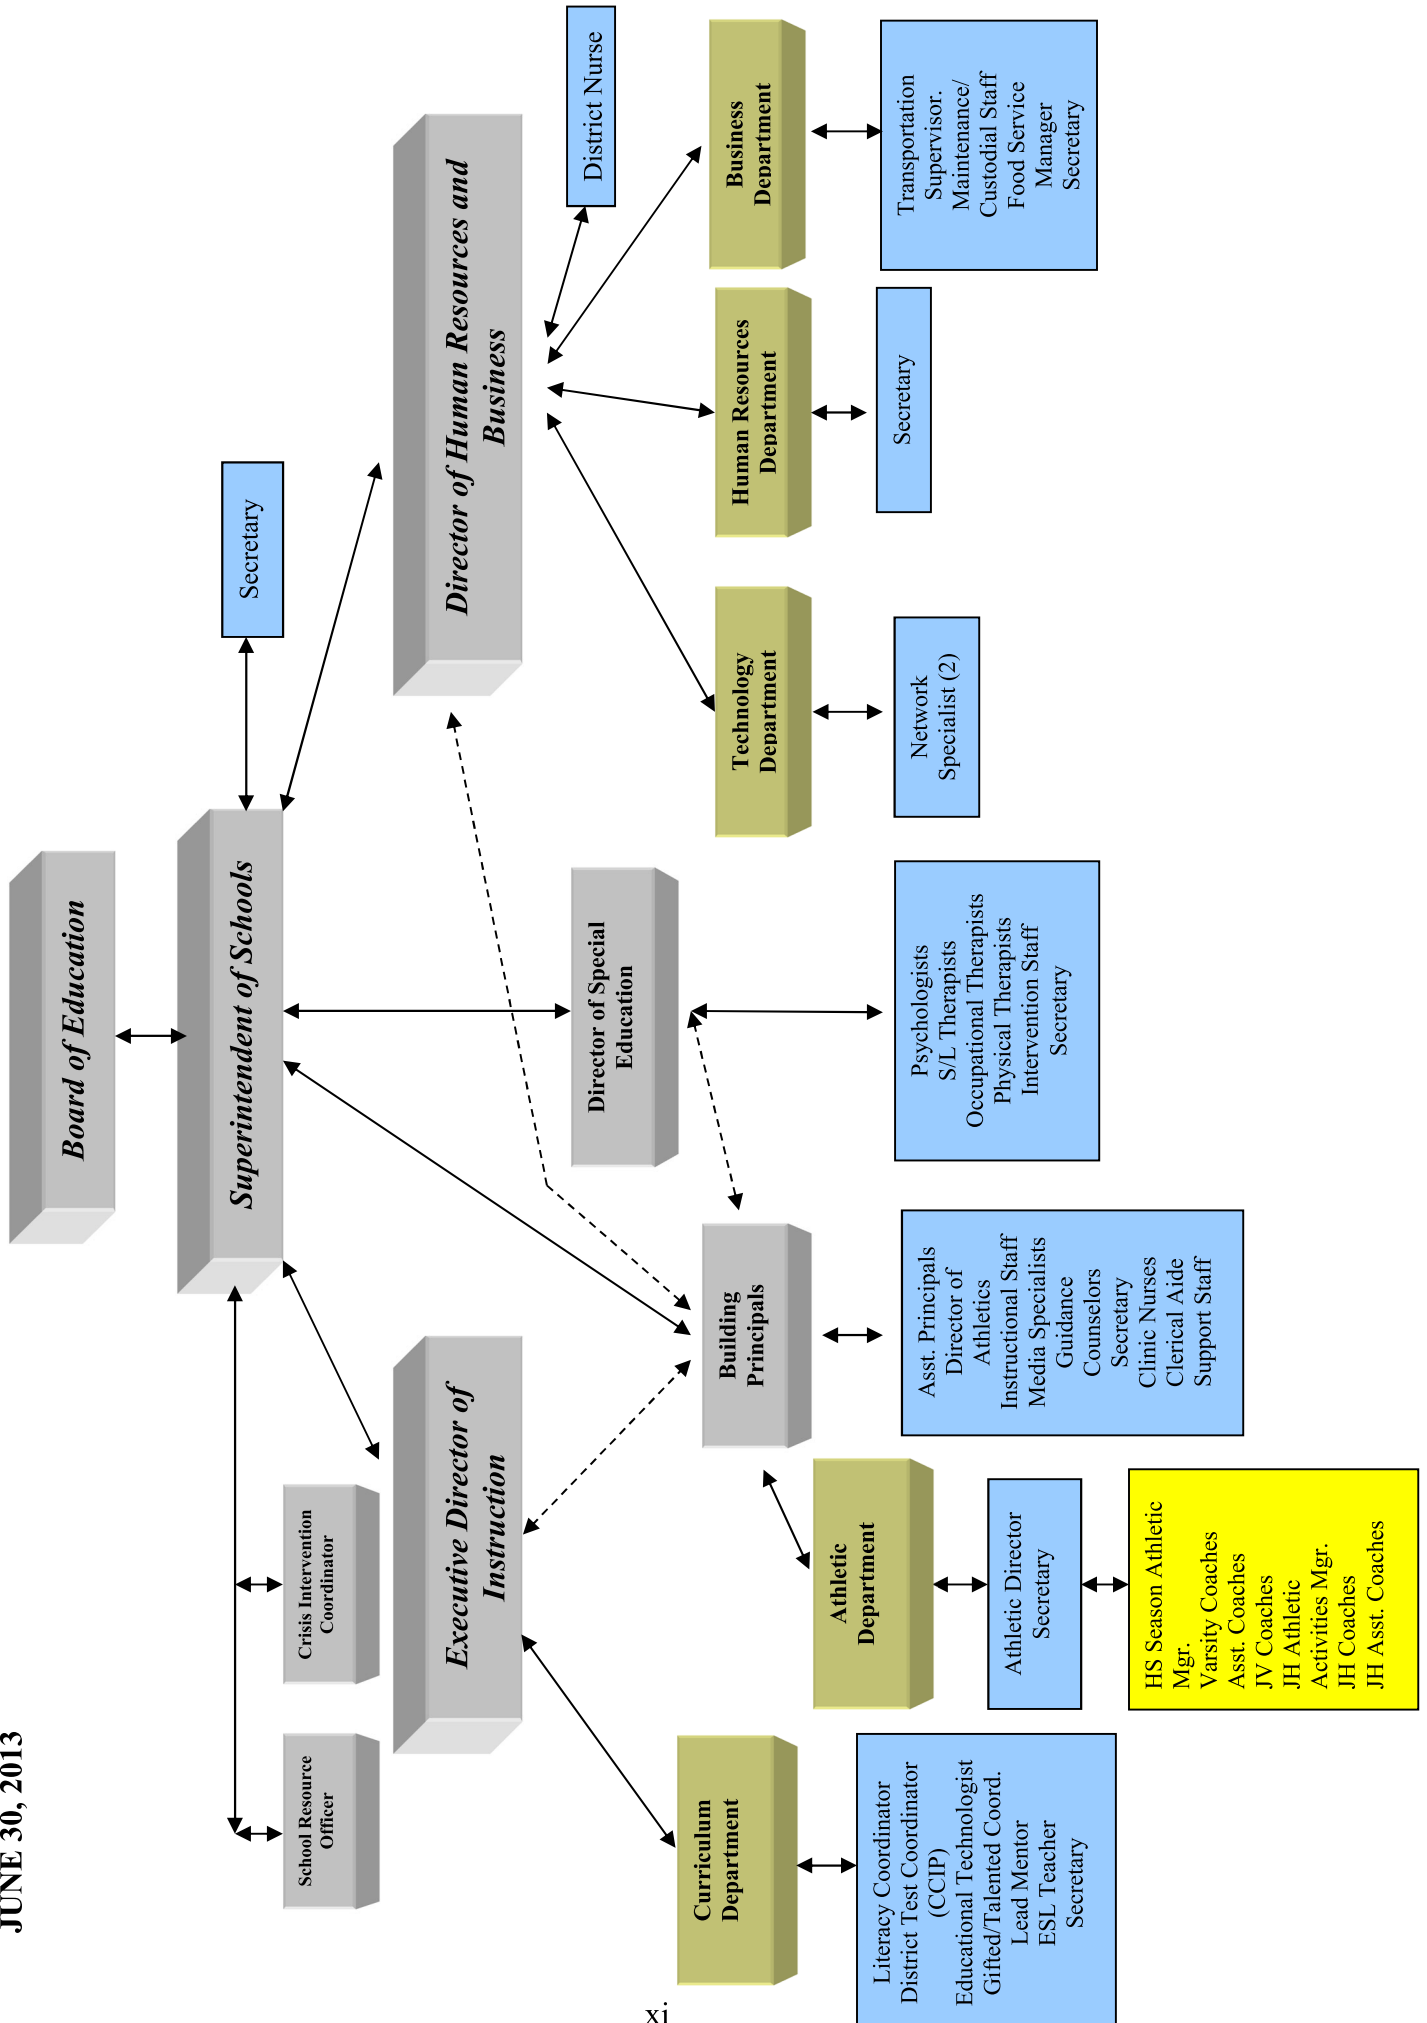 JUNE 30, 2013
Board of Education
Superintendent of Schools
Secretary
School Resource
Officer
Crisis Intervention
Coordinator
Executive Director of
Instruction
Director of Human Resources and
Business
District Nurse
Director of Special
Education
Building
Principals
Curriculum
Department
Athletic
Department
Technology
Department
Human Resources
Department
Business
Department
Literacy Coordinator
District Test Coordinator
(CCIP)
Educational Technologist
Gifted/Talented Coord.
Lead Mentor
ESL Teacher
Secretary
Athletic Director
Secretary
HS Season Athletic
Mgr.
Varsity Coaches
Asst. Coaches
JV Coaches
JH Athletic
Activities Mgr.
JH Coaches
JH Asst. Coaches
Asst. Principals
Director of
Athletics
Instructional Staff
Media Specialists
Guidance
Counselors
Secretary
Clinic Nurses
Clerical Aide
Support Staff
Psychologists
S/L Therapists
Occupational Therapists
Physical Therapists
Intervention Staff
Secretary
Network
Specialist (2)
Secretary
Transportation
Supervisor.
Maintenance/
Custodial Staff
Food Service
Manager
Secretary
xi